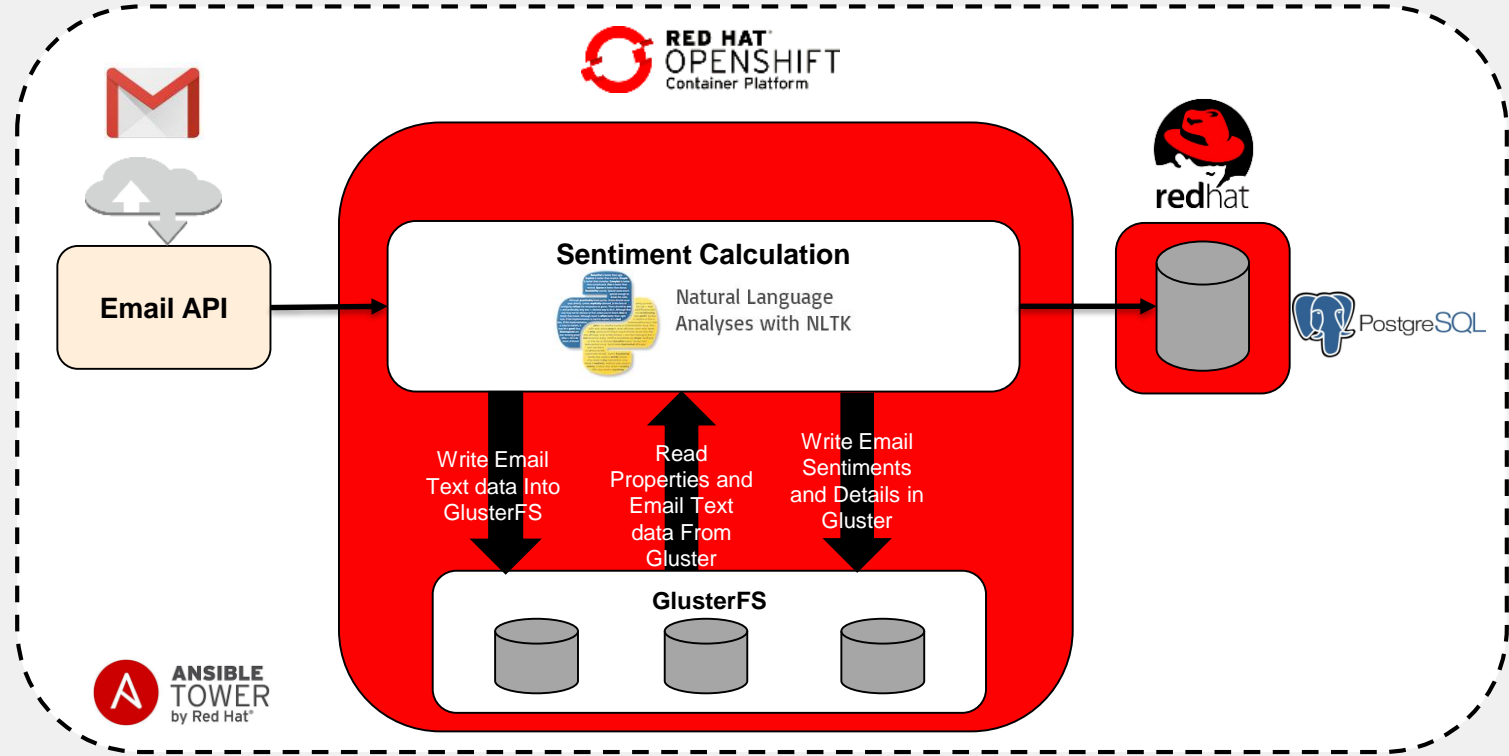 RED HAT®
OPENSHIFT
Container Platform
redhat
Email API
Sentiment Calculation
Natural Language
Analyses with NLTK
PostgreSQL
Write Email
Text data Into
GlusterFS
Read
Properties and
Email Text
data From
Gluster
Write Email
Sentiments
and Details in
Gluster
GlusterFS
ANSIBLE
TOWER
by Red Hat®